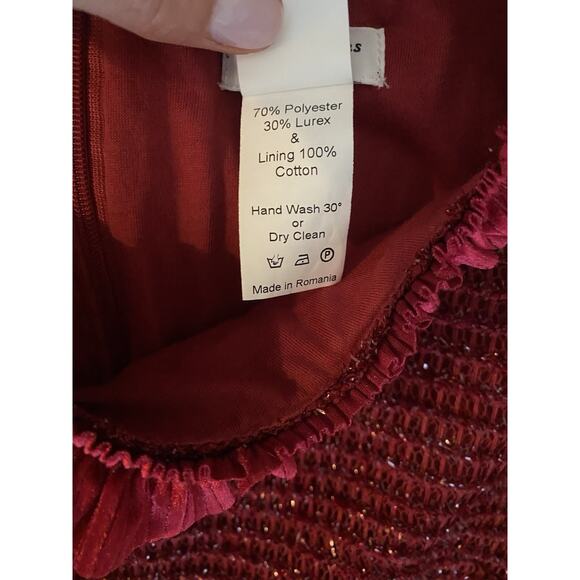 70% Polyester
30% Lurex
&
Lining 100%
Cotton
Hand Wash 30°
or
Dry Clean
P
Made in Romania